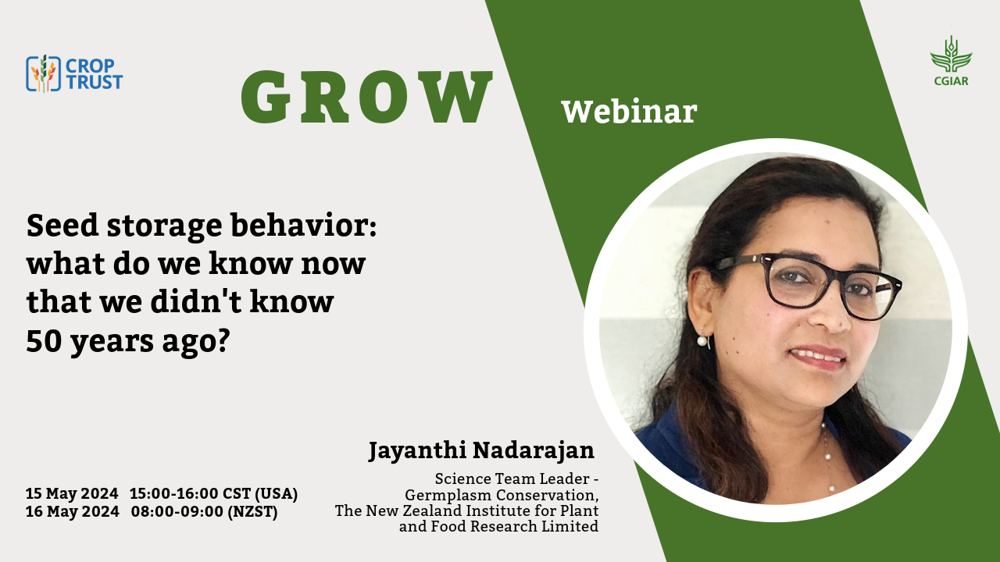 CROP
TRUST
GROW
Webinar
CGIAR
Seed storage behavior:
what do we know now
that we didn't know
50 years ago?
Jayanthi Nadarajan
Science Team Leader -
Germplasm Conservation,
The New Zealand Institute for Plant
and Food Research Limited
15 May 2024 15:00-16:00 CST (USA)
16 May 2024 08:00-09:00 (NZST)